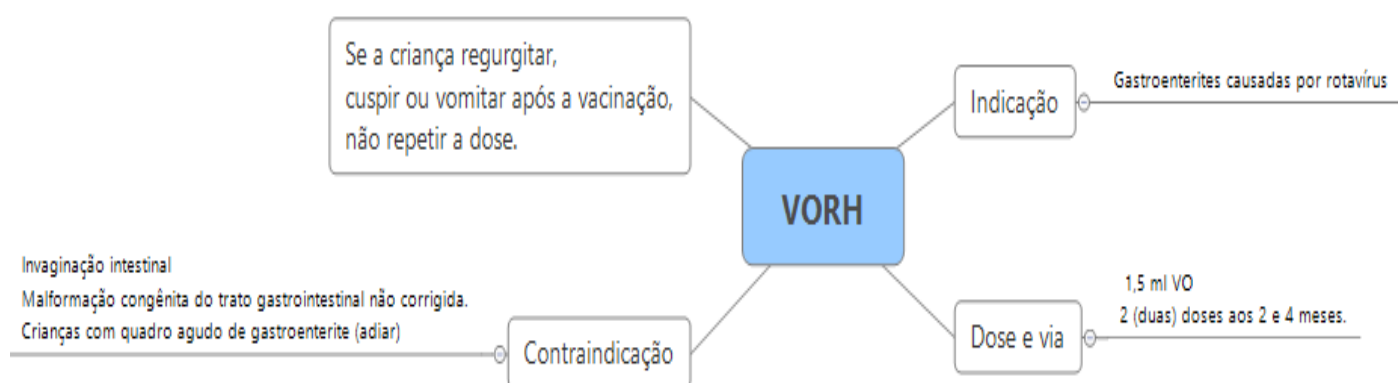 Se a criança regurgitar,
cuspir ou vomitar após a vacinação,
não repetir a dose.
Indicação
Gastroenterites causadas por rotavírus
VORH
Invaginação intestinal
Malformação congênita do trato gastrointestinal não corrigida.
Crianças com quadro agudo de gastroenterite (adiar)
Contraindicação
Dose e via
1,5 ml VO
2 (duas) doses aos 2 e 4 meses.